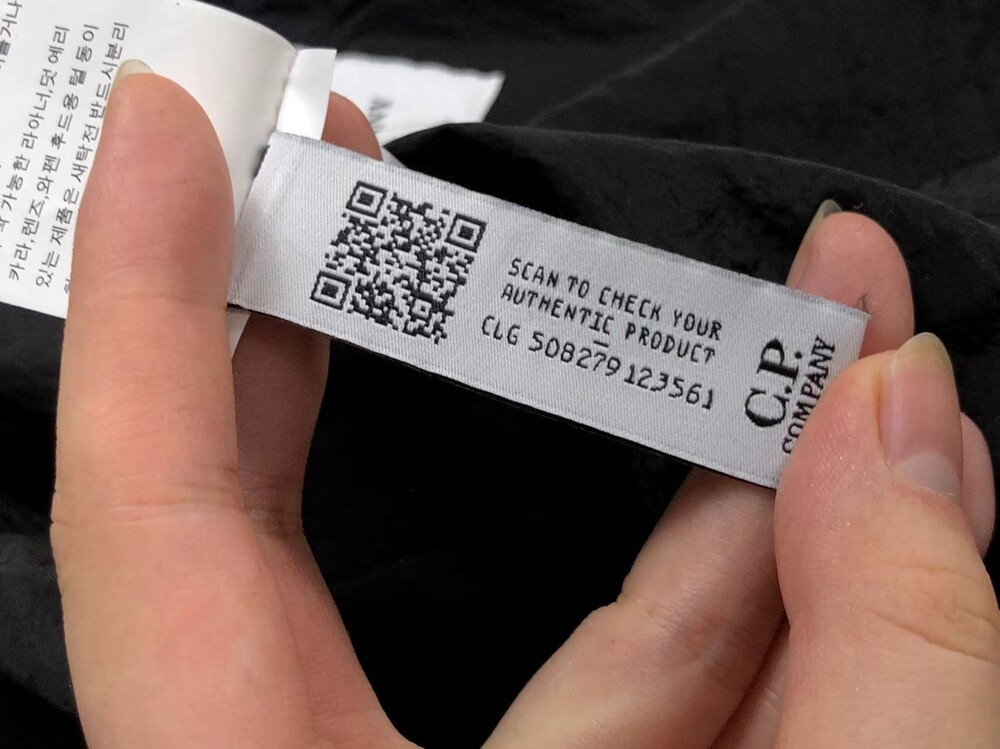 카라,렌즈,와펜 후드용 털 등이
있는 제품은 세탁전 반드시분리
SCAN TO CHECK YOUR
AUTHENTIC PRODUCT
CLG 508279123561
C.P.
COMPANY